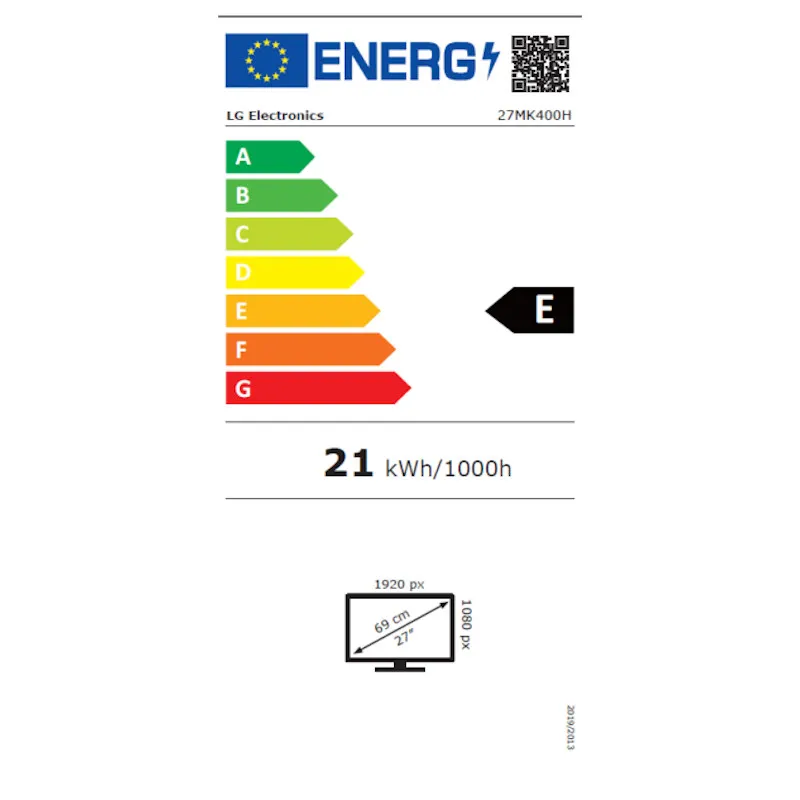 ENERG
LG Electronics 27MK400H
A
B
C
D
E
E
F
G
21 kWh/1000h
1920 px
1080 px
69 cm
27"
2019/2013